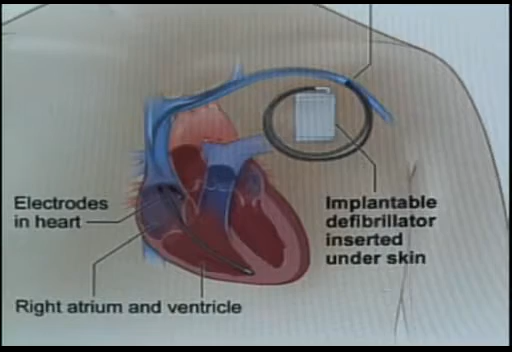 Electrodes
in heart
Implantable
defibrillator
inserted
under skin
Right atrium and ventricle